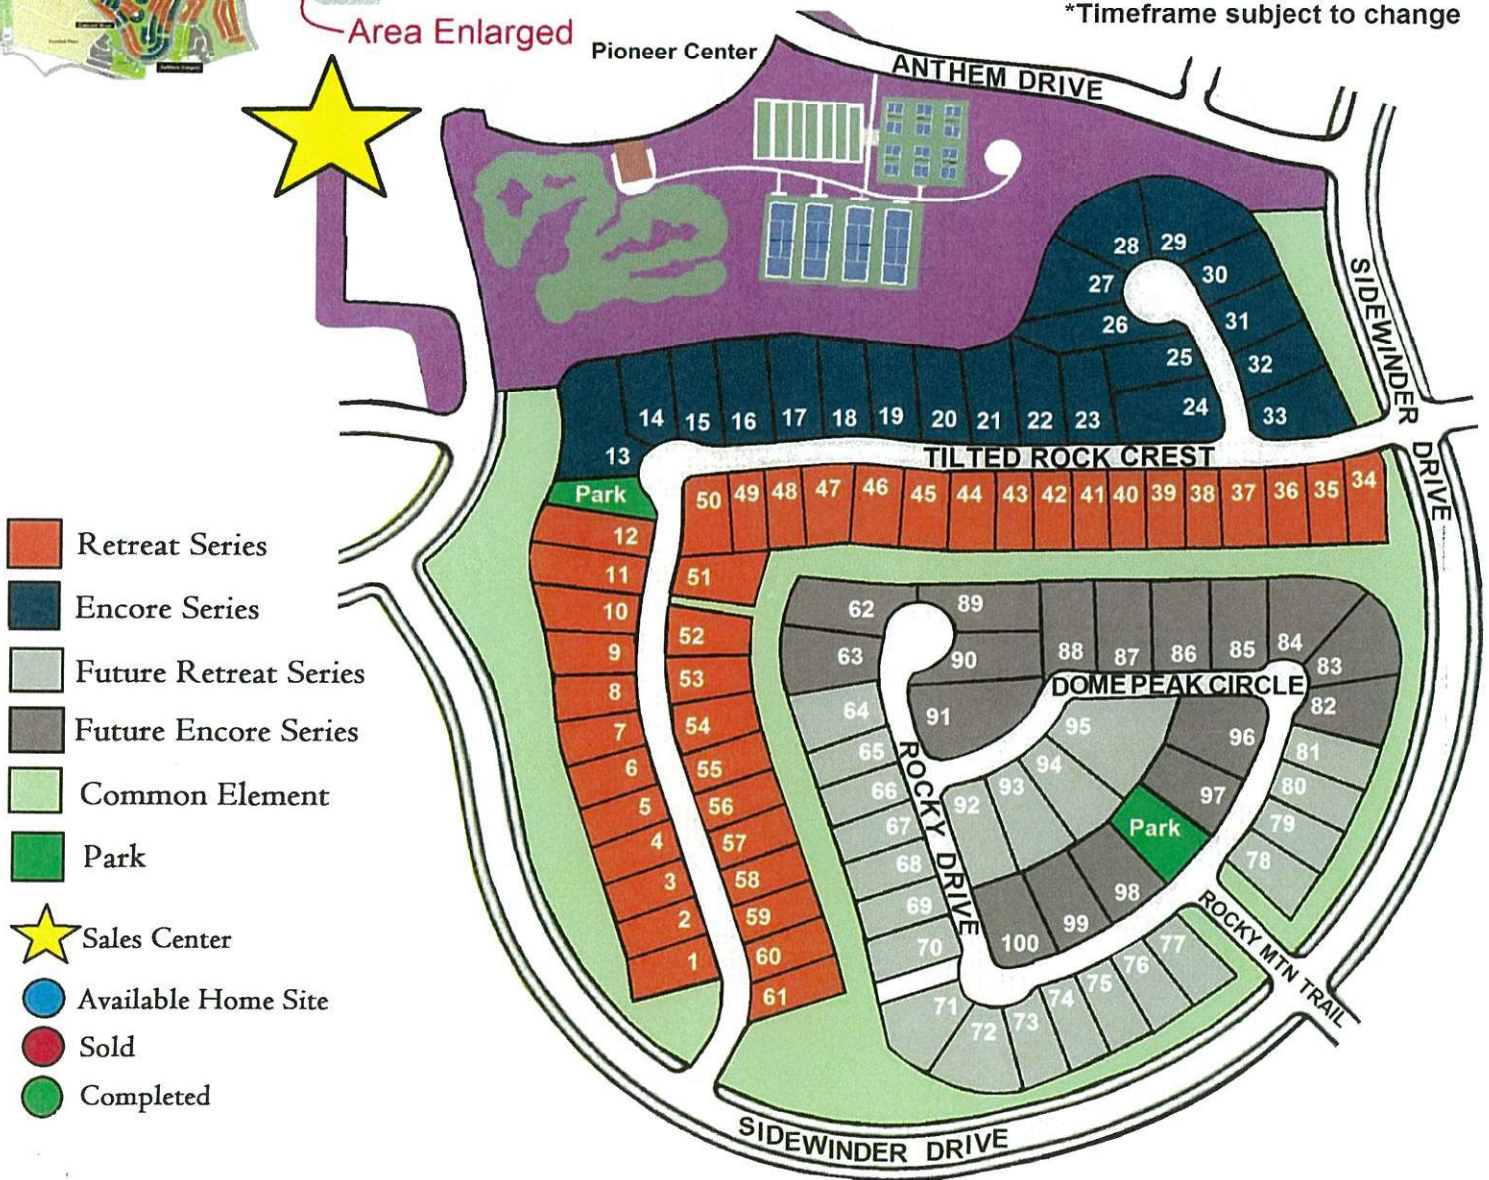 *Timeframe subject to change
Area Enlarged
Pioneer Center
ANTHEM DRIVE
28 29
27 30
26 31
25 32
24 33
SIDEWINDER DRIVE
14 15 16 17 18 19 20 21 22 23
13
TILTED ROCK CREST
Park
50 49 48 47 46 45 44 43 42 41 40 39 38 37 36 35 34
12
11 51
10 52
9 53
8 54
7 55
6 56
5 57
4 58
3 59
2 60
1 61
62 89
63 90
88 87 86 85 84 83
DOME PEAK CIRCLE
82
64 91 95 96 81
65 94 80
66 92 93 97 79
67 Park 78
68 98
69 99
70 100
ROCKY DRIVE
71 72 73 74 75 76 77
ROCKY MTN TRAIL
SIDEWINDER DRIVE
Retreat Series
Encore Series
Future Retreat Series
Future Encore Series
Common Element
Park
Sales Center
Available Home Site
Sold
Completed